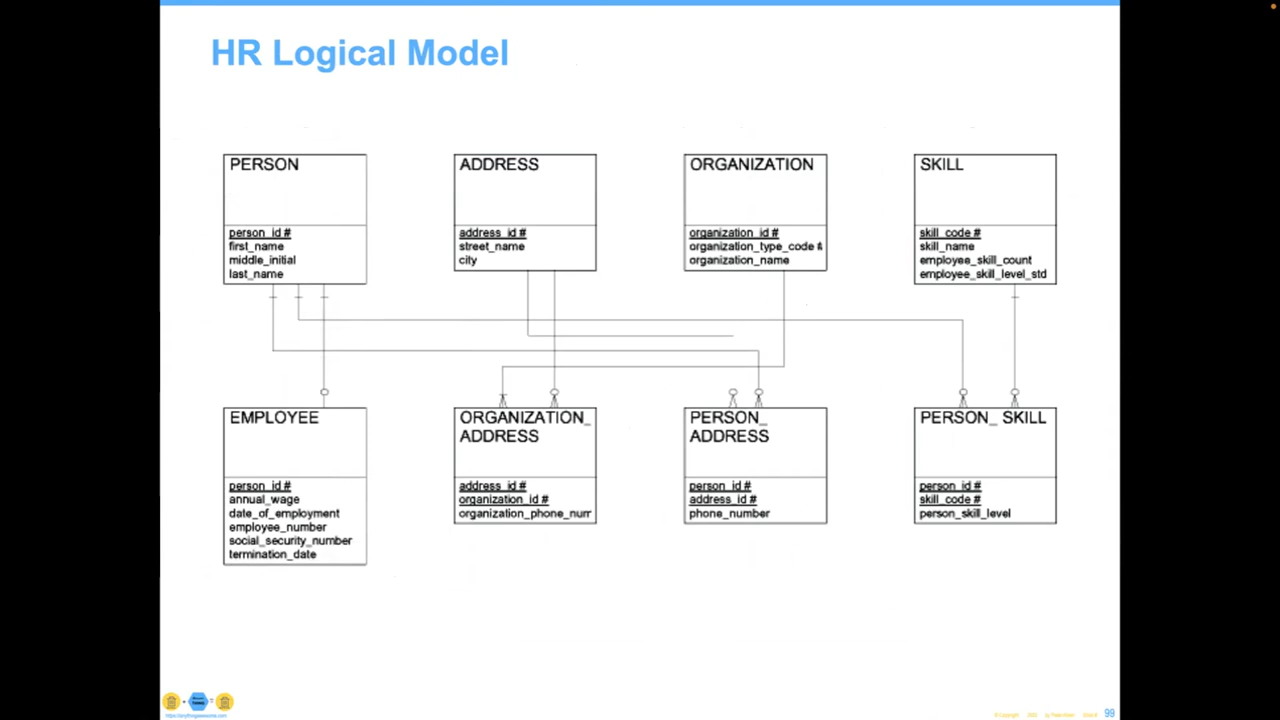 HR Logical Model
PERSON
person_id #
first_name
middle_initial
last_name
ADDRESS
address_id #
street_name
city
ORGANIZATION
organization_id #
organization_type_code #
organization_name
SKILL
skill_code #
skill_name
employee_skill_count
employee_skill_level_std
EMPLOYEE
person_id #
annual_wage
date_of_employment
employee_number
social_security_number
termination_date
ORGANIZATION_
ADDRESS
address_id #
organization_id #
organization_phone_num
PERSON_
ADDRESS
person_id #
address_id #
phone_number
PERSON_ SKILL
person_id #
skill_code #
person_skill_level
99